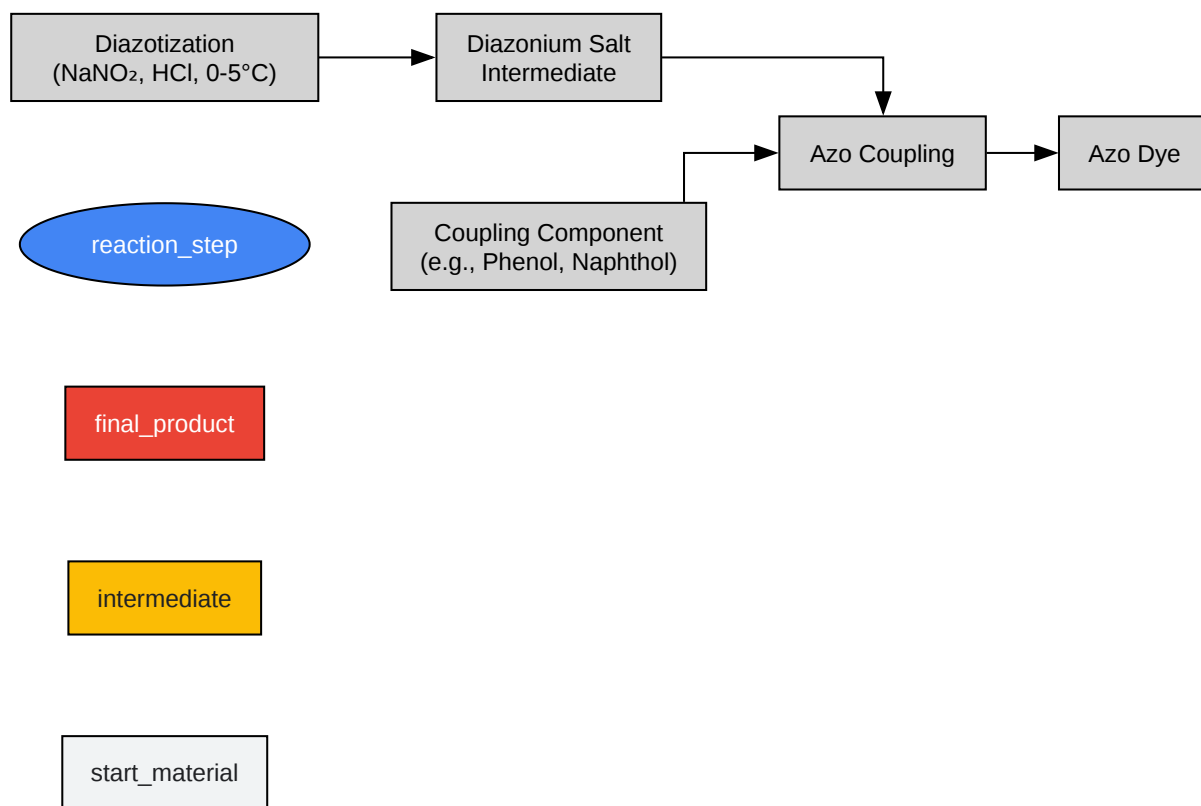 Diazotization
(NaNO₂, HCl, 0-5°C)
Diazonium Salt
Intermediate
Azo Coupling
Azo Dye
Coupling Component
(e.g., Phenol, Naphthol)
reaction_step
final_product
intermediate
start_material